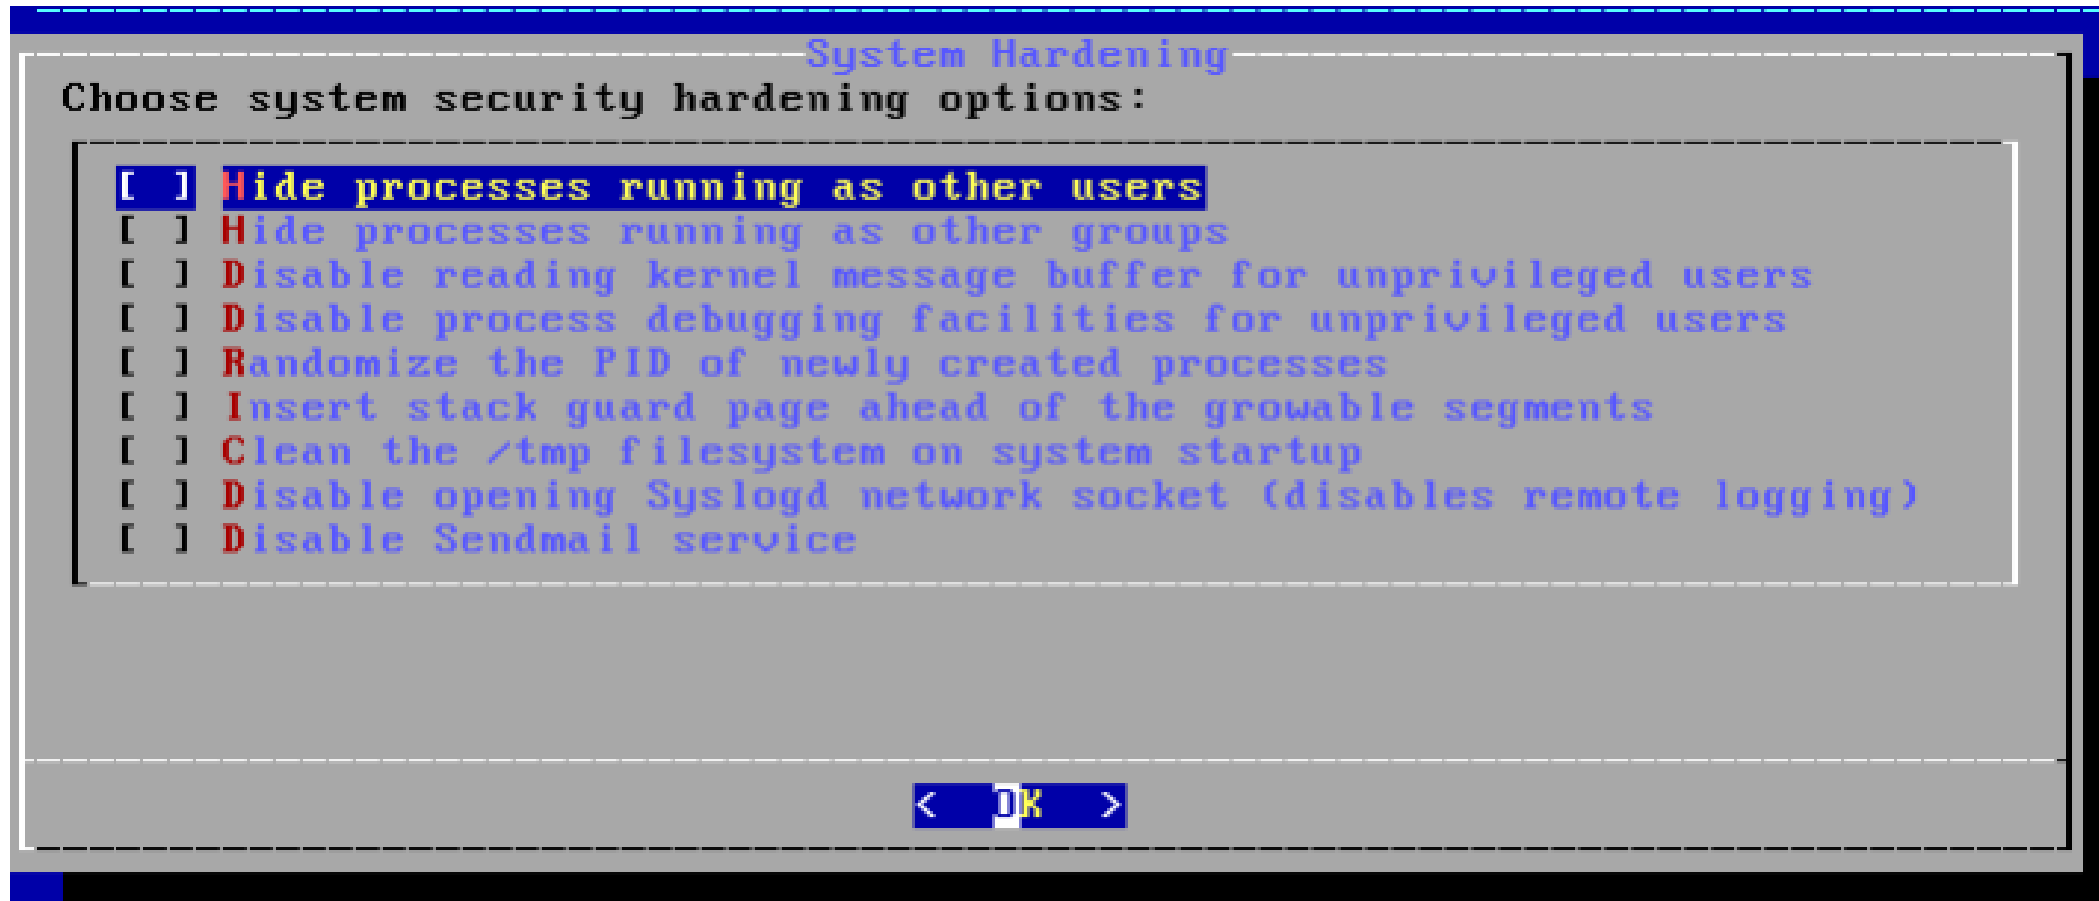 System Hardening
Choose system security hardening options:
[ ] Hide processes running as other users
[ ] Hide processes running as other groups
[ ] Disable reading kernel message buffer for unprivileged users
[ ] Disable process debugging facilities for unprivileged users
[ ] Randomize the PID of newly created processes
[ ] Insert stack guard page ahead of the growable segments
[ ] Clean the /tmp filesystem on system startup
[ ] Disable opening Syslogd network socket (disables remote logging)
[ ] Disable Sendmail service
< OK >